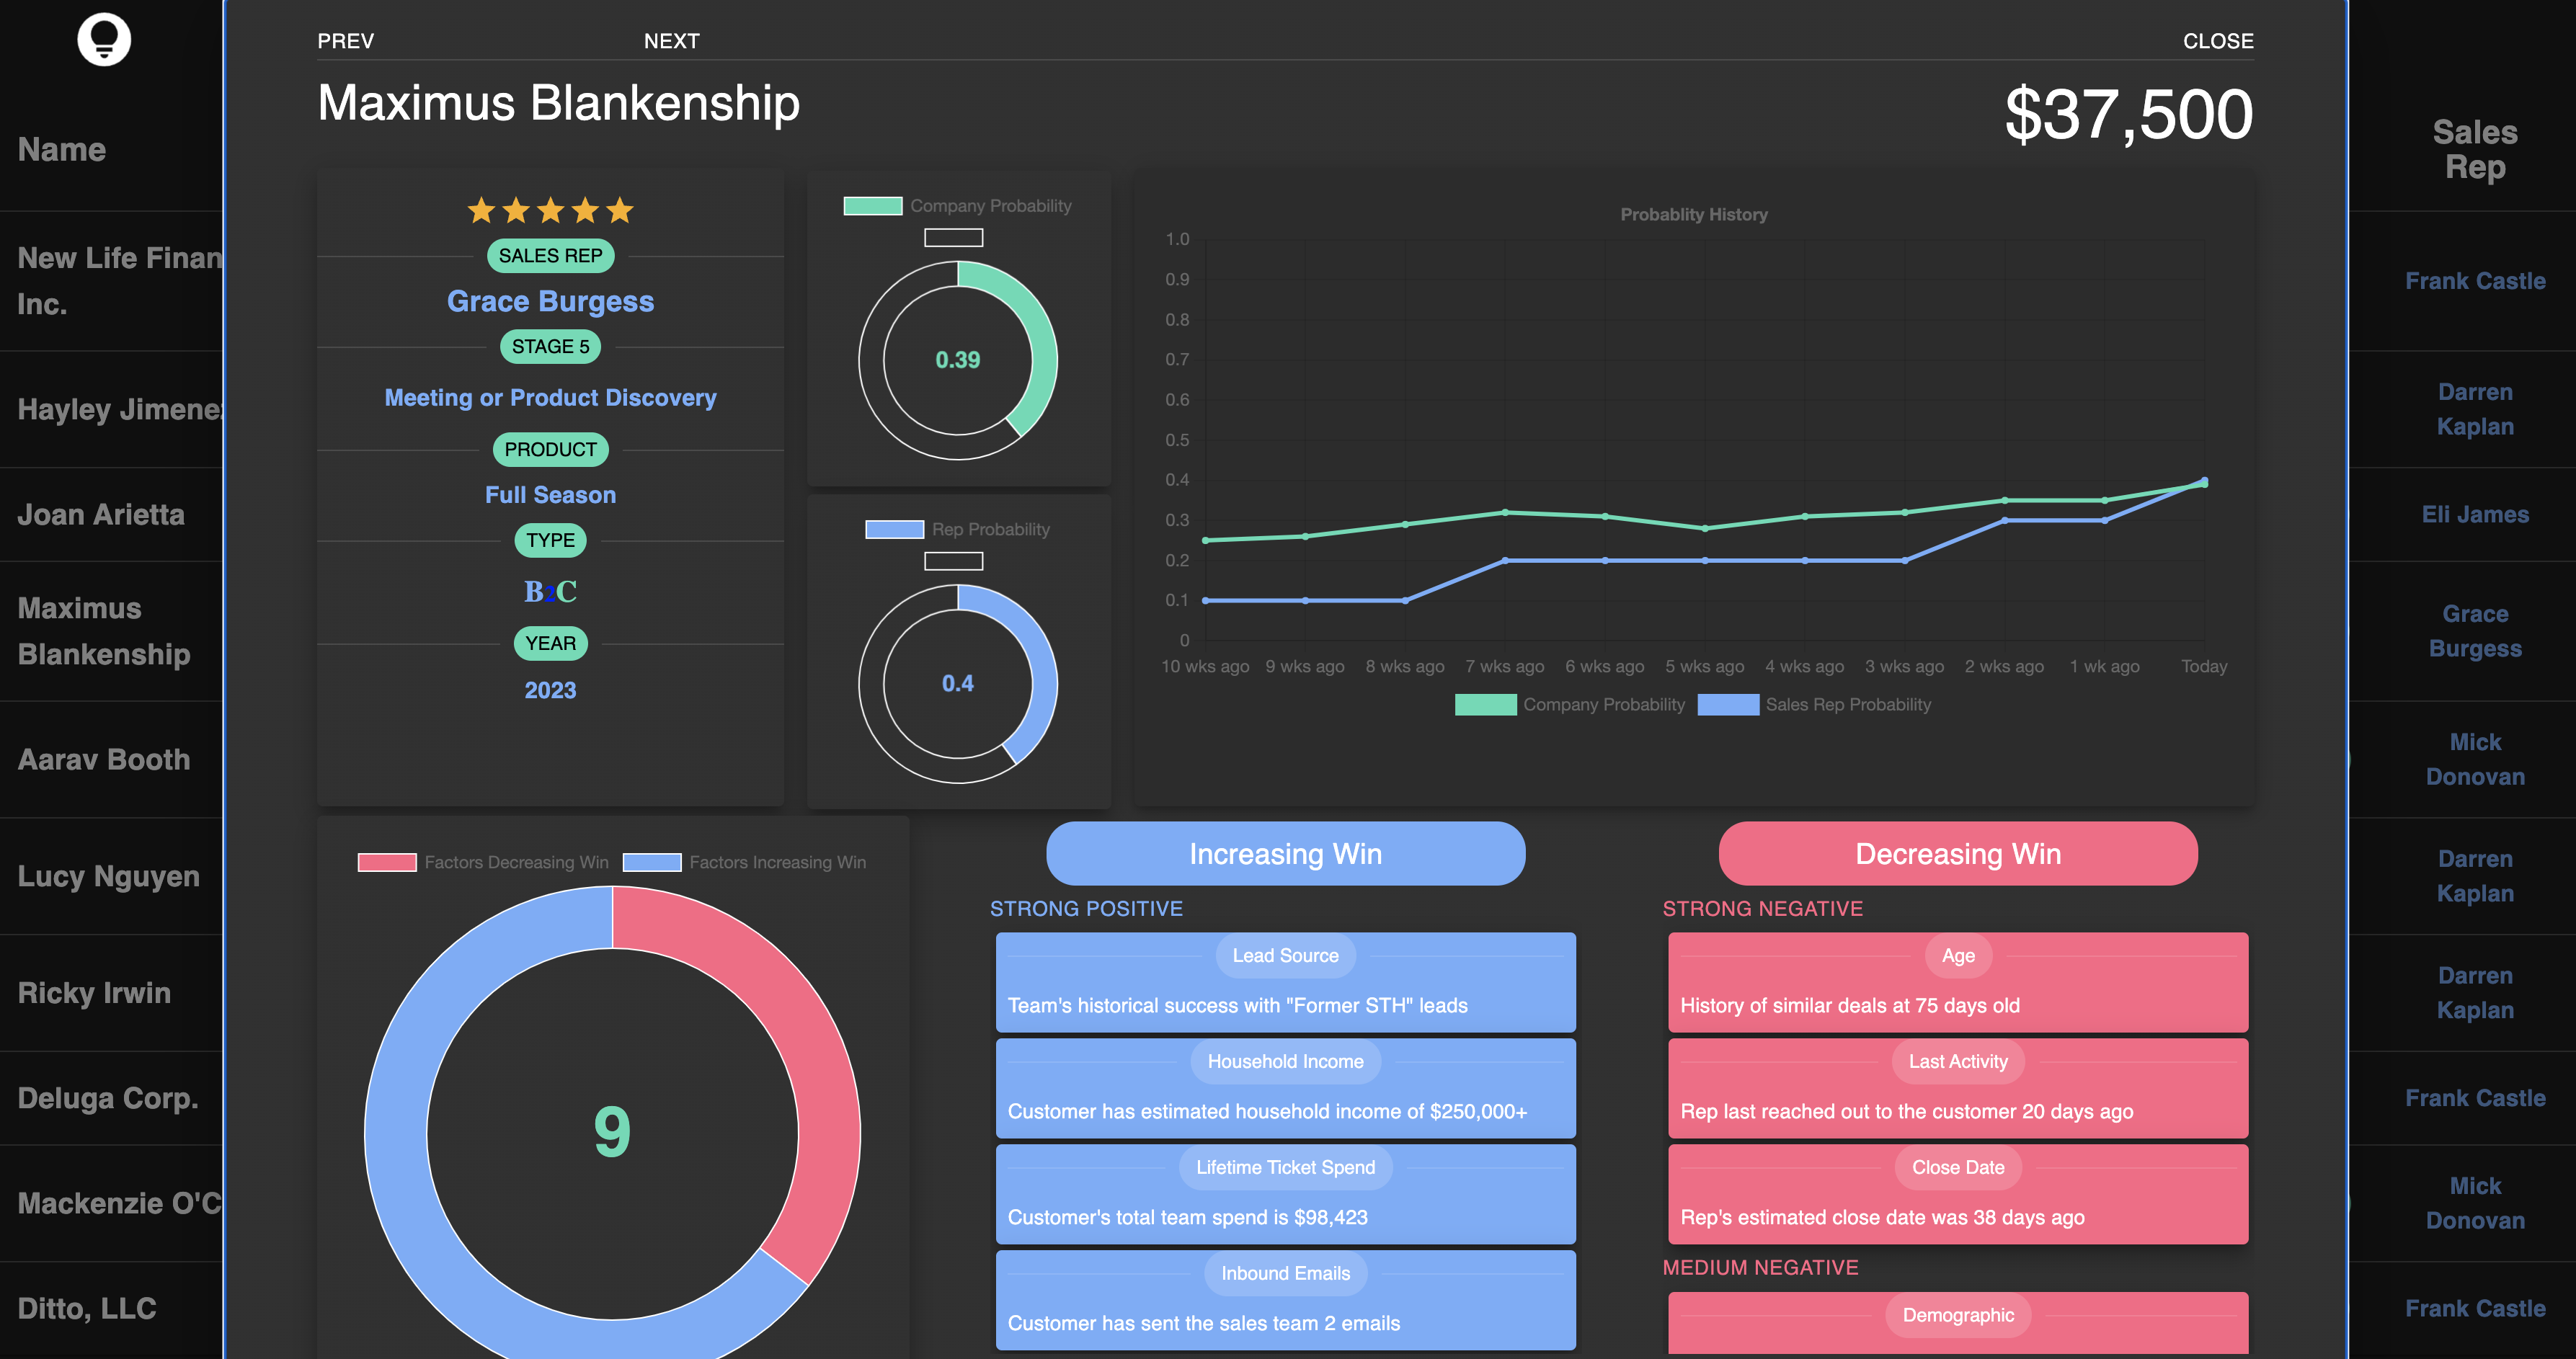 PREV
NEXT
CLOSE
Maximus Blankenship
$37,500
Name
New Life Finan
Inc.
Hayley Jimenez
Joan Arietta
Maximus
Blankenship
Aarav Booth
Lucy Nguyen
Ricky Irwin
Deluga Corp.
Mackenzie O'C
Ditto, LLC
SALES REP
Grace Burgess
STAGE 5
Meeting or Product Discovery
PRODUCT
Full Season
TYPE
B2C
YEAR
2023
Company Probability
0.39
Rep Probability
0.4
Probablity History
1.0
0.9
0.8
0.7
0.6
0.5
0.4
0.3
0.2
0.1
0
10 wks ago 9 wks ago 8 wks ago 7 wks ago 6 wks ago 5 wks ago 4 wks ago 3 wks ago 2 wks ago 1 wk ago Today
Company Probability Sales Rep Probability
Factors Decreasing Win Factors Increasing Win
9
Increasing Win
STRONG POSITIVE
Lead Source
Team's historical success with "Former STH" leads
Household Income
Customer has estimated household income of $250,000+
Lifetime Ticket Spend
Customer's total team spend is $98,423
Inbound Emails
Customer has sent the sales team 2 emails
Decreasing Win
STRONG NEGATIVE
Age
History of similar deals at 75 days old
Last Activity
Rep last reached out to the customer 20 days ago
Close Date
Rep's estimated close date was 38 days ago
MEDIUM NEGATIVE
Demographic
Sales
Rep
Frank Castle
Darren
Kaplan
Eli James
Grace
Burgess
Mick
Donovan
Darren
Kaplan
Darren
Kaplan
Frank Castle
Mick
Donovan
Frank Castle